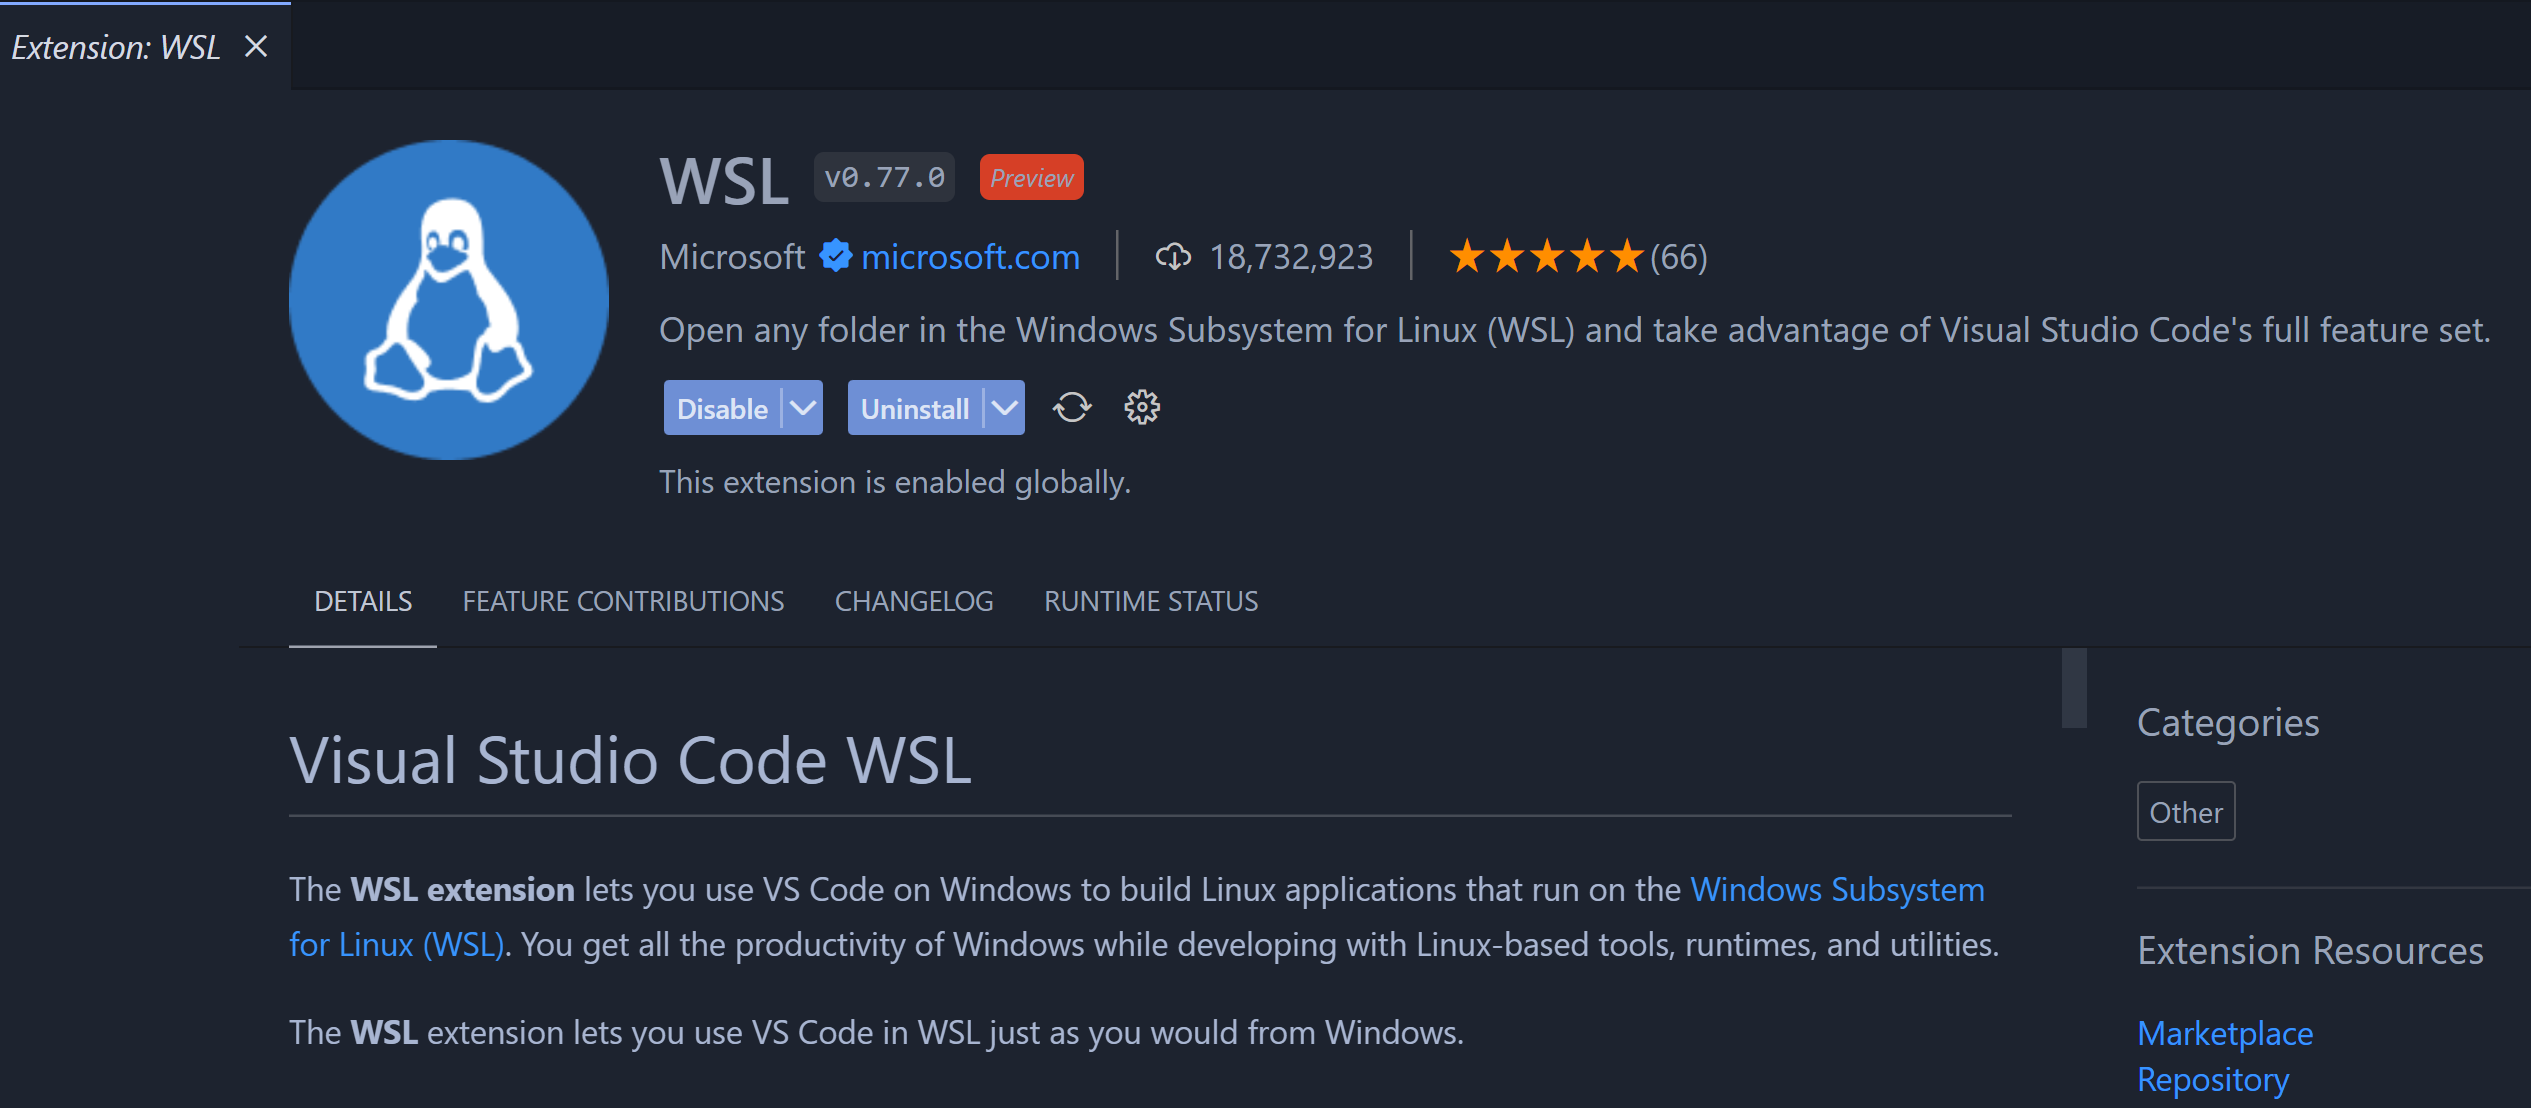 Extension: WSL
WSL v0.77.0 Preview
Microsoft microsoft.com 18,732,923 (66)
Open any folder in the Windows Subsystem for Linux (WSL) and take advantage of Visual Studio Code's full feature set.
Disable Uninstall
This extension is enabled globally.
DETAILS FEATURE CONTRIBUTIONS CHANGELOG RUNTIME STATUS
Visual Studio Code WSL
The WSL extension lets you use VS Code on Windows to build Linux applications that run on the Windows Subsystem
for Linux (WSL). You get all the productivity of Windows while developing with Linux-based tools, runtimes, and utilities.
The WSL extension lets you use VS Code in WSL just as you would from Windows.
Categories
Other
Extension Resources
Marketplace
Repository